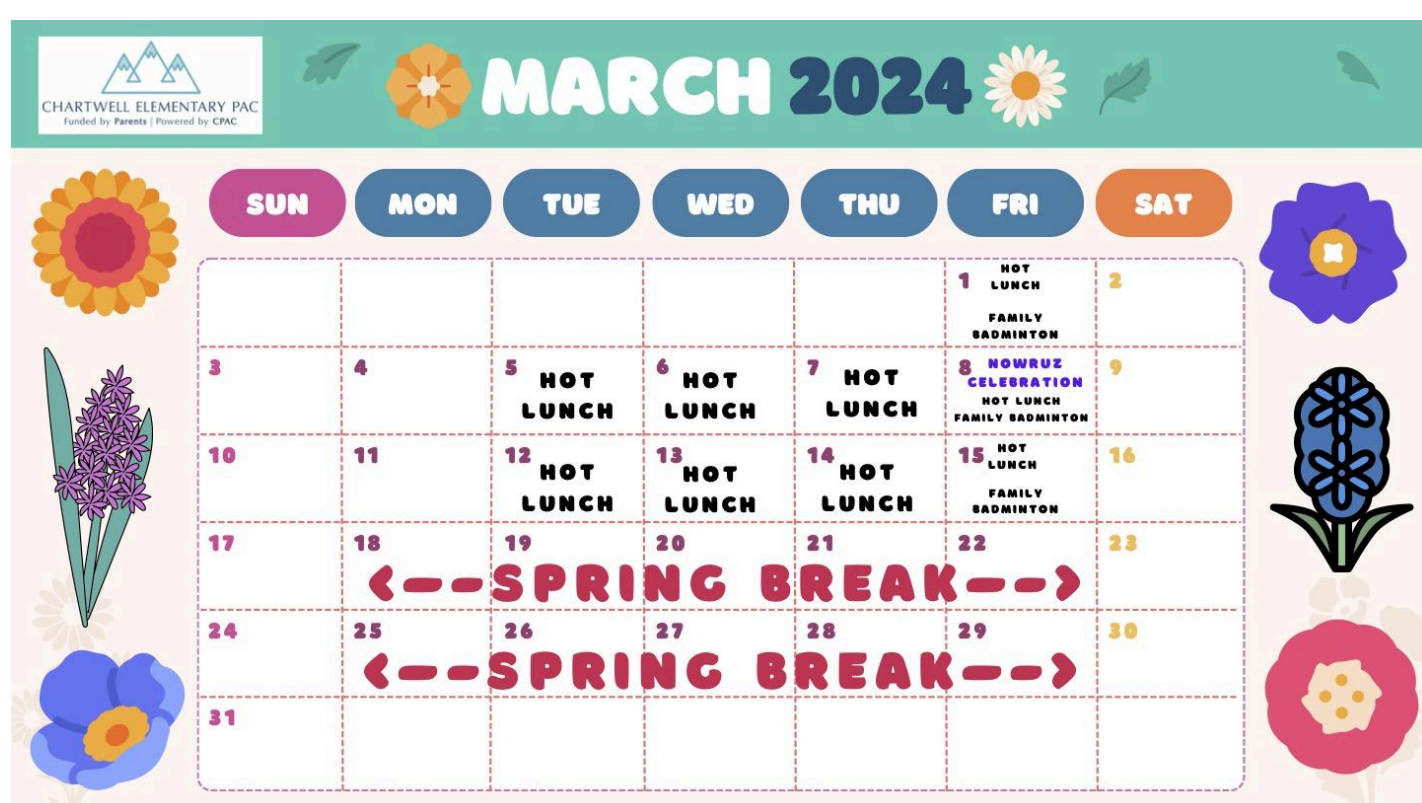 CHARTWELL ELEMENTARY PAC
Funded by Parents | Powered by CPAC
MARCH 2024
SUN MON TUE WED THU FRI SAT
1 HOT
LUNCH
FAMILY
BADMINTON
2
3
4
5 HOT
LUNCH
6 HOT
LUNCH
7 HOT
LUNCH
8 NOWRUZ
CELEBRATION
HOT LUNCH
FAMILY BADMINTON
9
10
11
12 HOT
LUNCH
13 HOT
LUNCH
14 HOT
LUNCH
15 HOT
LUNCH
FAMILY
BADMINTON
16
17 18 19 20 21 22 23
<--SPRING BREAK-->
24 25 26 27 28 29 30
<--SPRING BREAK-->
31